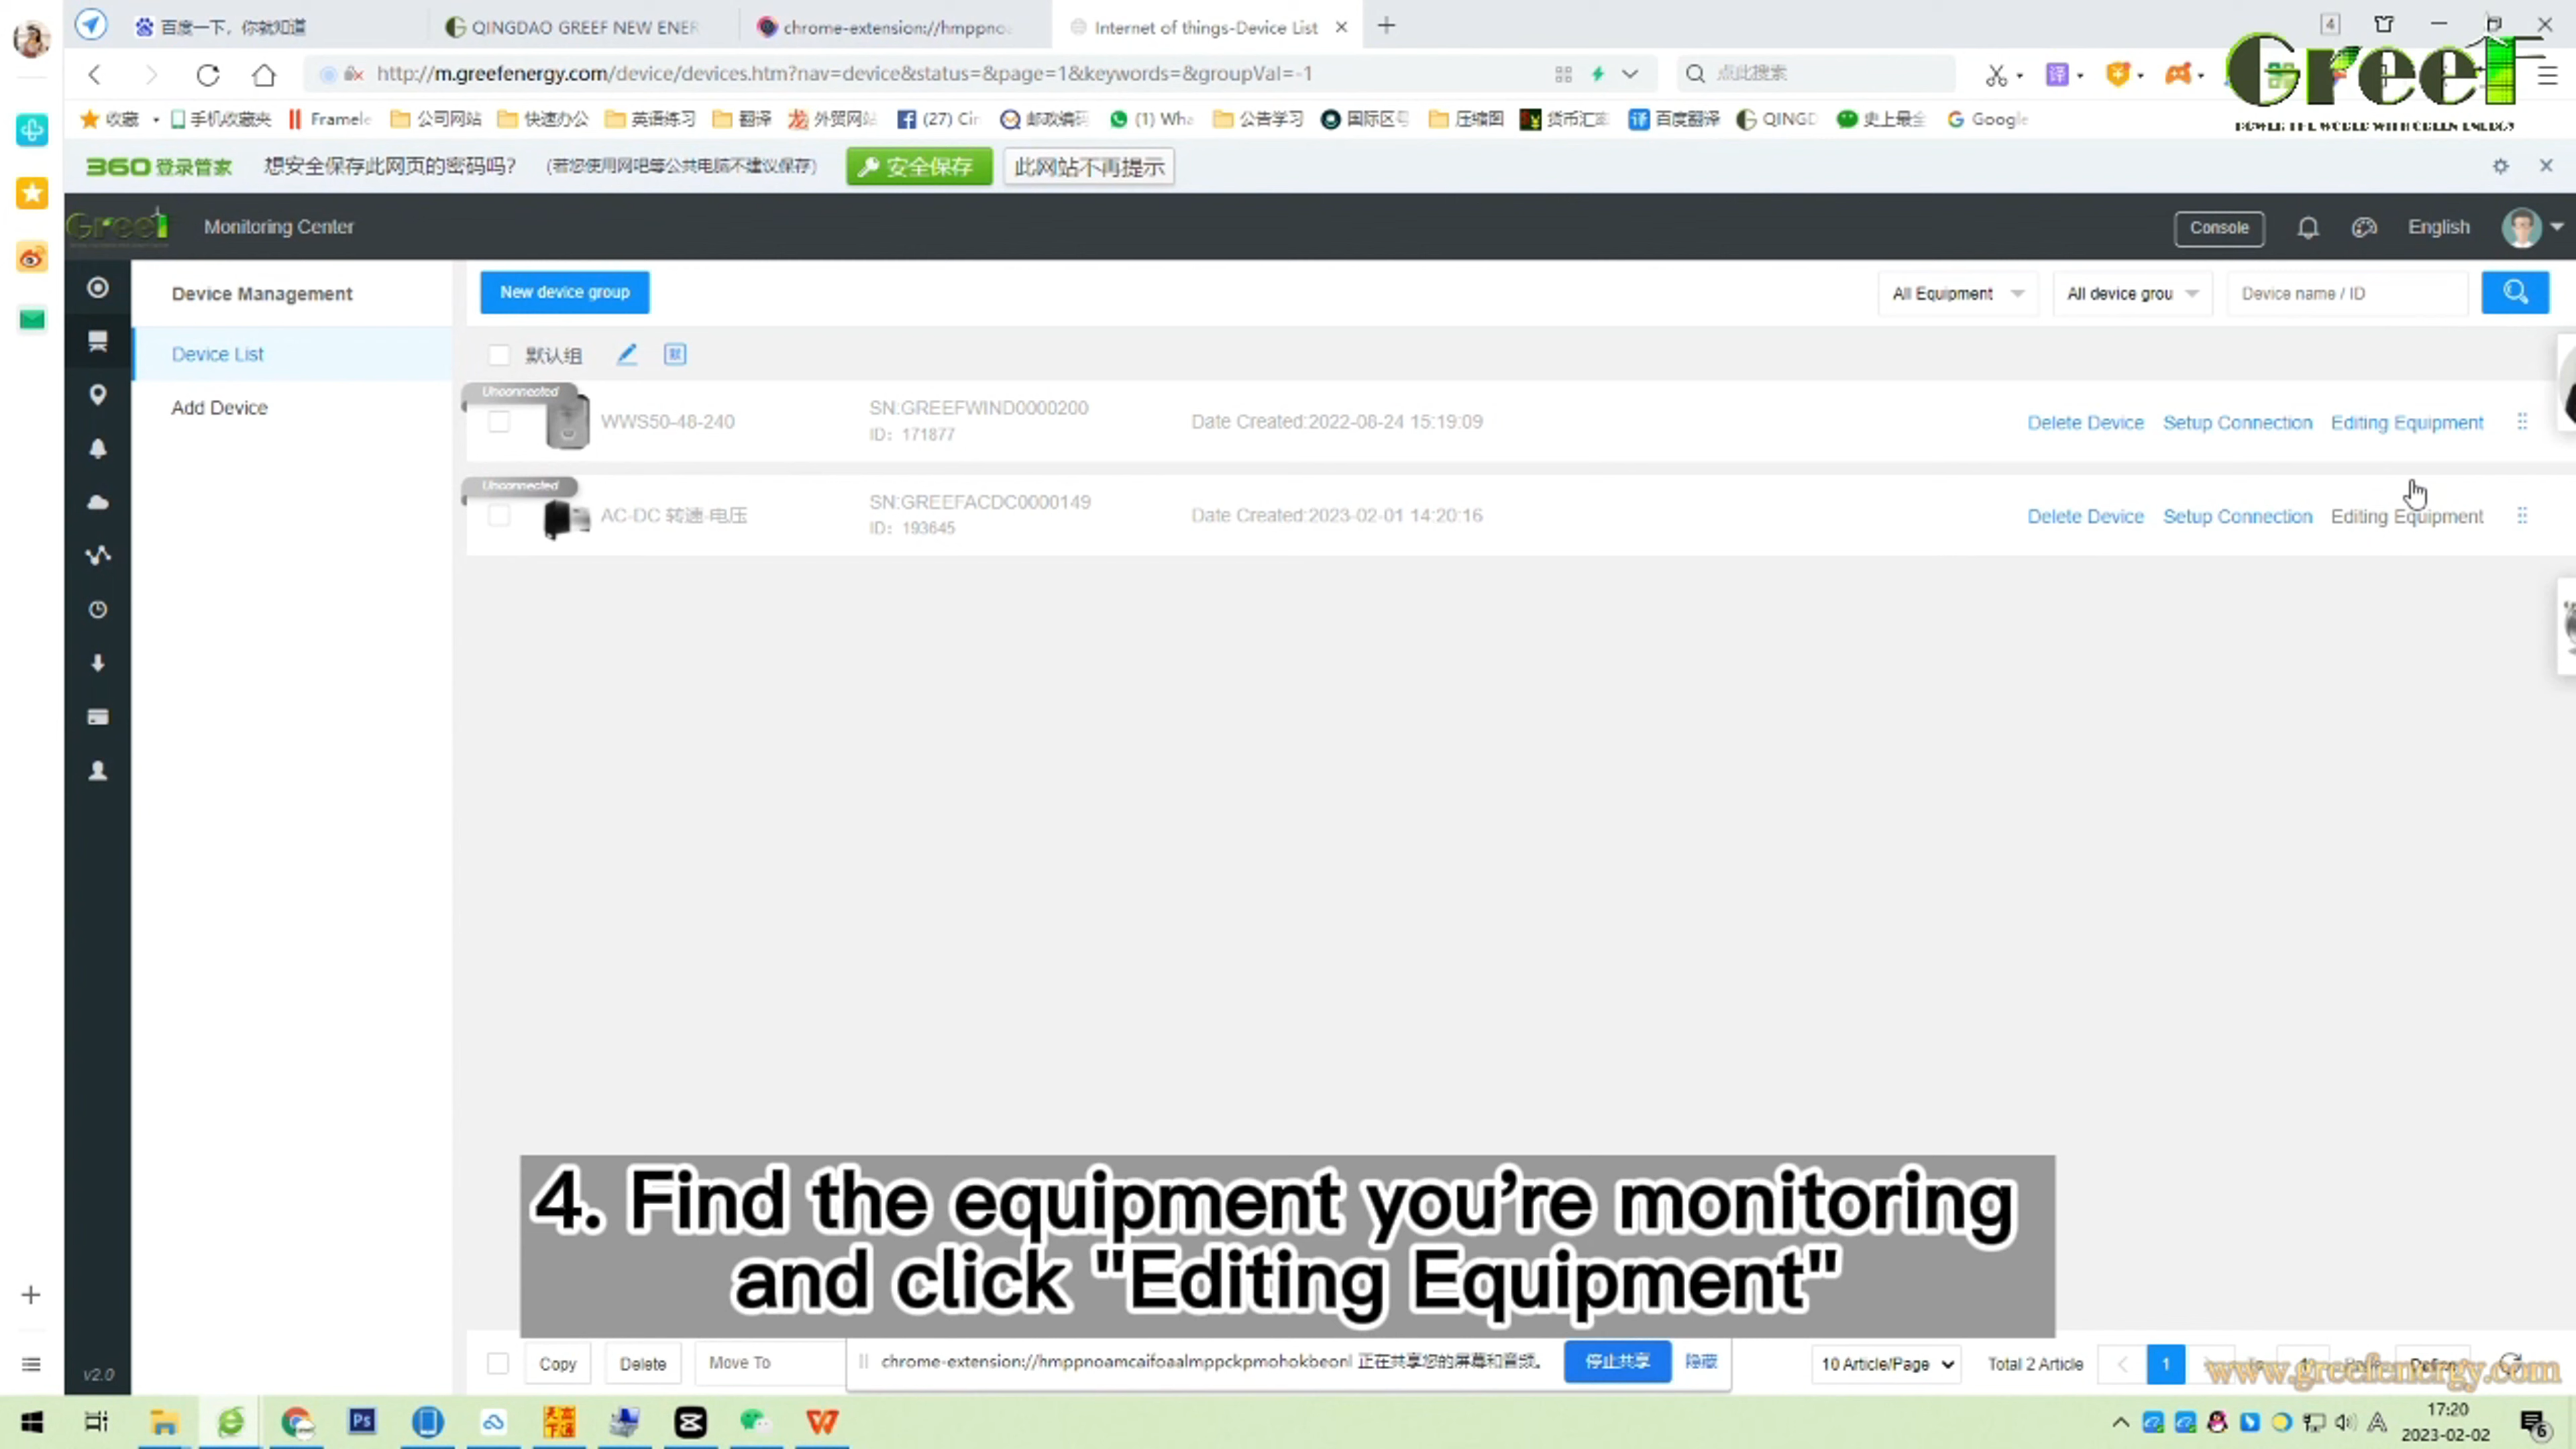 百度一下，你就知道
QINGDAO GREEF NEW ENER
chrome-extension://hmppno
Internet of things-Device List
4
http://m.greefenergy.com/device/devices.htm?nav=device&status=&page=1&keywords=&groupVal=-1
点此搜索
Greef
POWER THE WORLD WITH GREEN ENERGY
收藏
手机收藏夹
Framele
公司网站
快速办公
英语练习
翻译
外贸网站
(27) Cir
邮政编码
(1) Wha
公告学习
国际区号
压缩图
货币汇率
百度翻译
QINGD
史上最全
Google
360登录管家
想安全保存此网页的密码吗?
(若您使用网吧等公共电脑不建议保存)
安全保存
此网站不再提示
Greef
Monitoring Center
Console
English
Device Management
Device List
Add Device
New device group
All Equipment
All device grou
Device name / ID
默认组
默
Unconnected
WWS50-48-240
SN:GREEFWIND0000200
ID: 171877
Date Created:2022-08-24 15:19:09
Delete Device
Setup Connection
Editing Equipment
Unconnected
AC-DC 转速-电压
SN:GREEFACDC0000149
ID: 193645
Date Created:2023-02-01 14:20:16
Delete Device
Setup Connection
Editing Equipment
4. Find the equipment you're monitoring
and click "Editing Equipment"
v2.0
Copy
Delete
Move To
chrome-extension://hmppnoamcaifoaalmppckpmohokbeonl 正在共享您的屏幕和音频。
停止共享
隐藏
10 Article/Page
Total 2 Article
1
www.greefenergy.com
17:20
2023-02-02
6